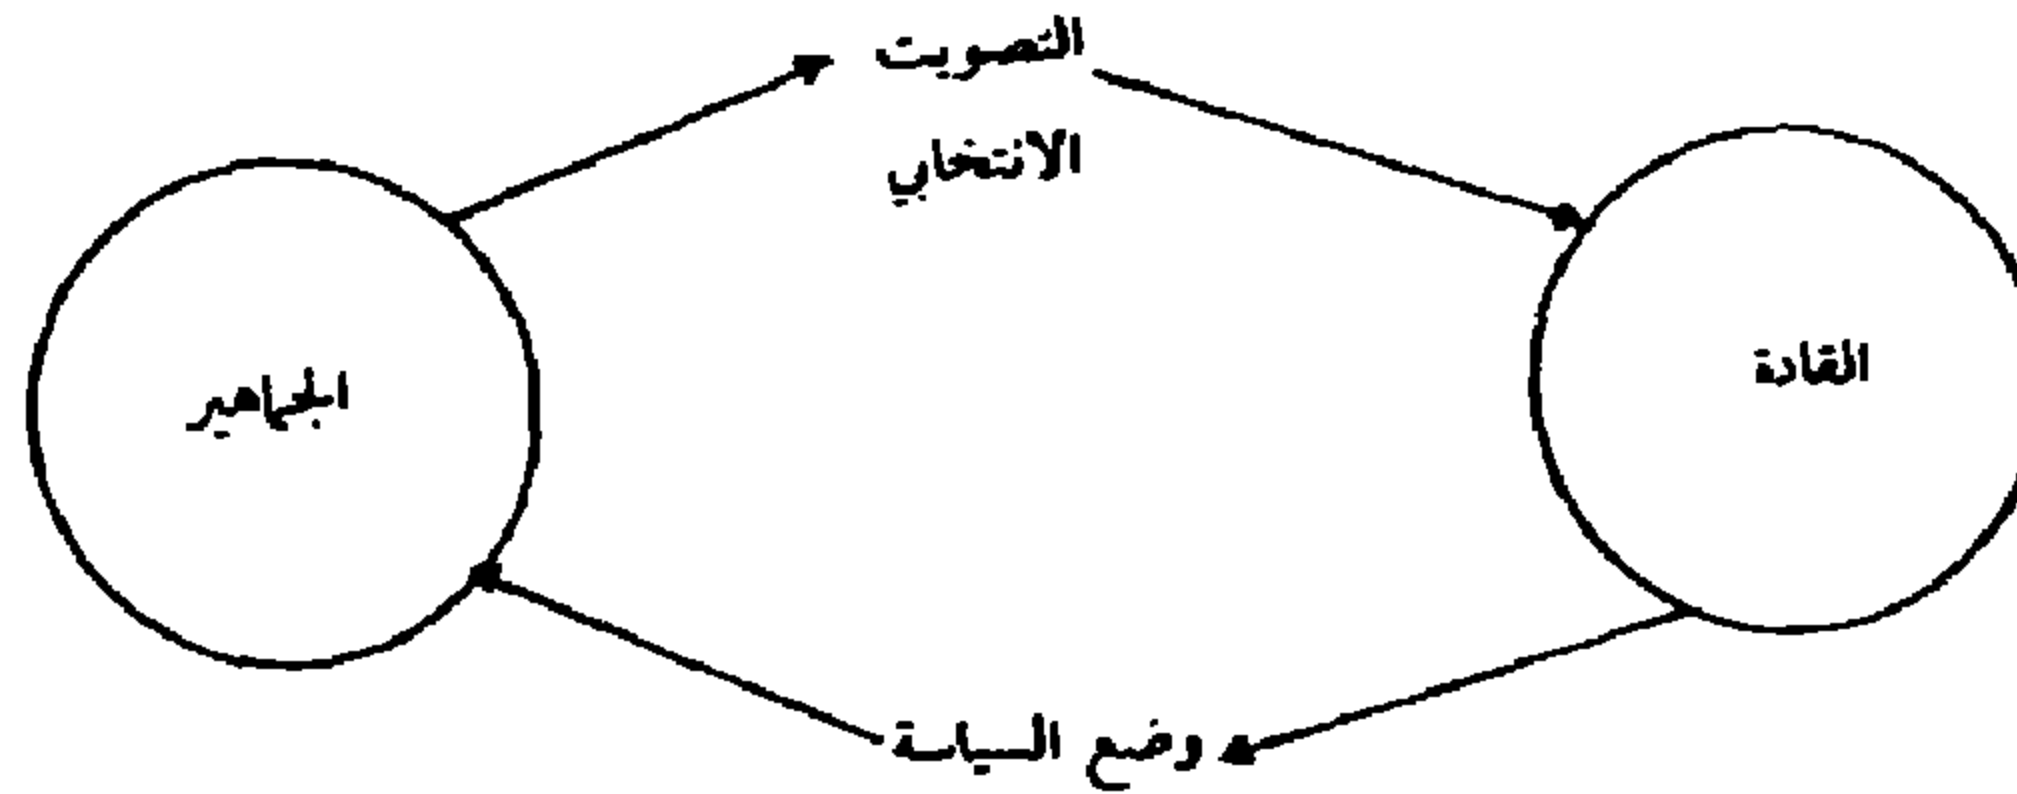 التصويت
الانتخابي
القادة
الجماهير
وضع السياسة